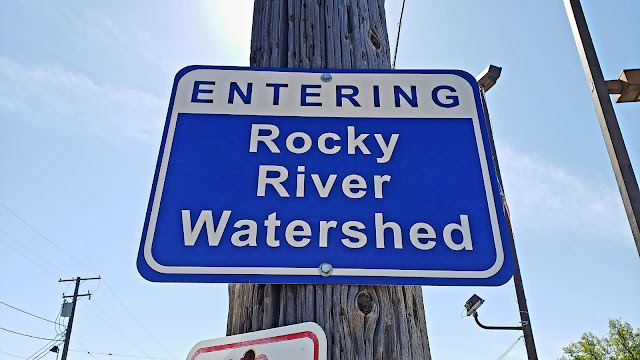 ENTERING
Rocky
River
Watershed